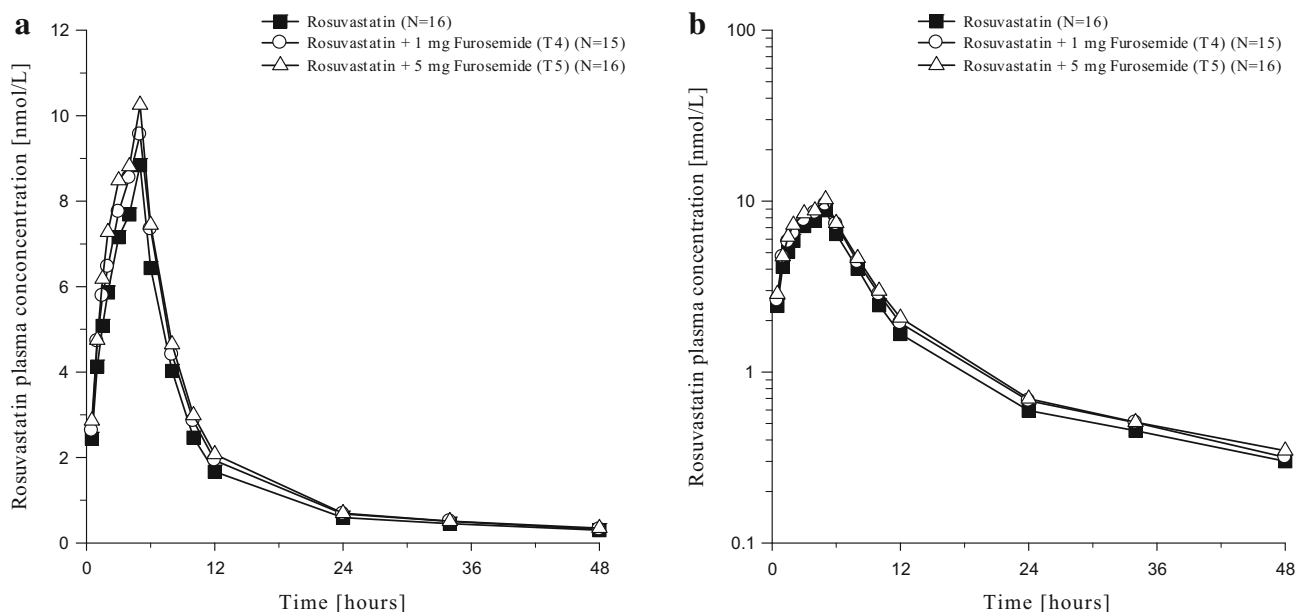 a
Rosuvastatin (N=16)
Rosuvastatin + 1 mg Furosemide (T4) (N=15)
Rosuvastatin + 5 mg Furosemide (T5) (N=16)
Rosuvastatin plasma conconcentration [nmol/L]
12
10
8
6
4
2
0
0
12
24
36
48
Time [hours]
b
Rosuvastatin (N=16)
Rosuvastatin + 1 mg Furosemide (T4) (N=15)
Rosuvastatin + 5 mg Furosemide (T5) (N=16)
Rosuvastatin plasma concentration [nmol/L]
100
10
1
0.1
0
12
24
36
48
Time [hours]